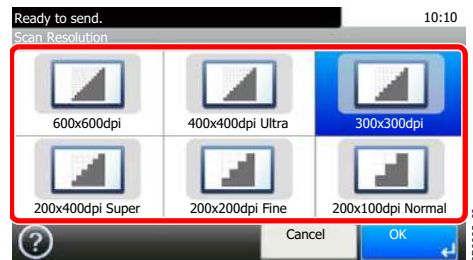 Ready to send. 10:10
Scan Resolution
600x600dpi 400x400dpi Ultra 300x300dpi
200x400dpi Super 200x200dpi Fine 200x100dpi Normal
? Cancel OK